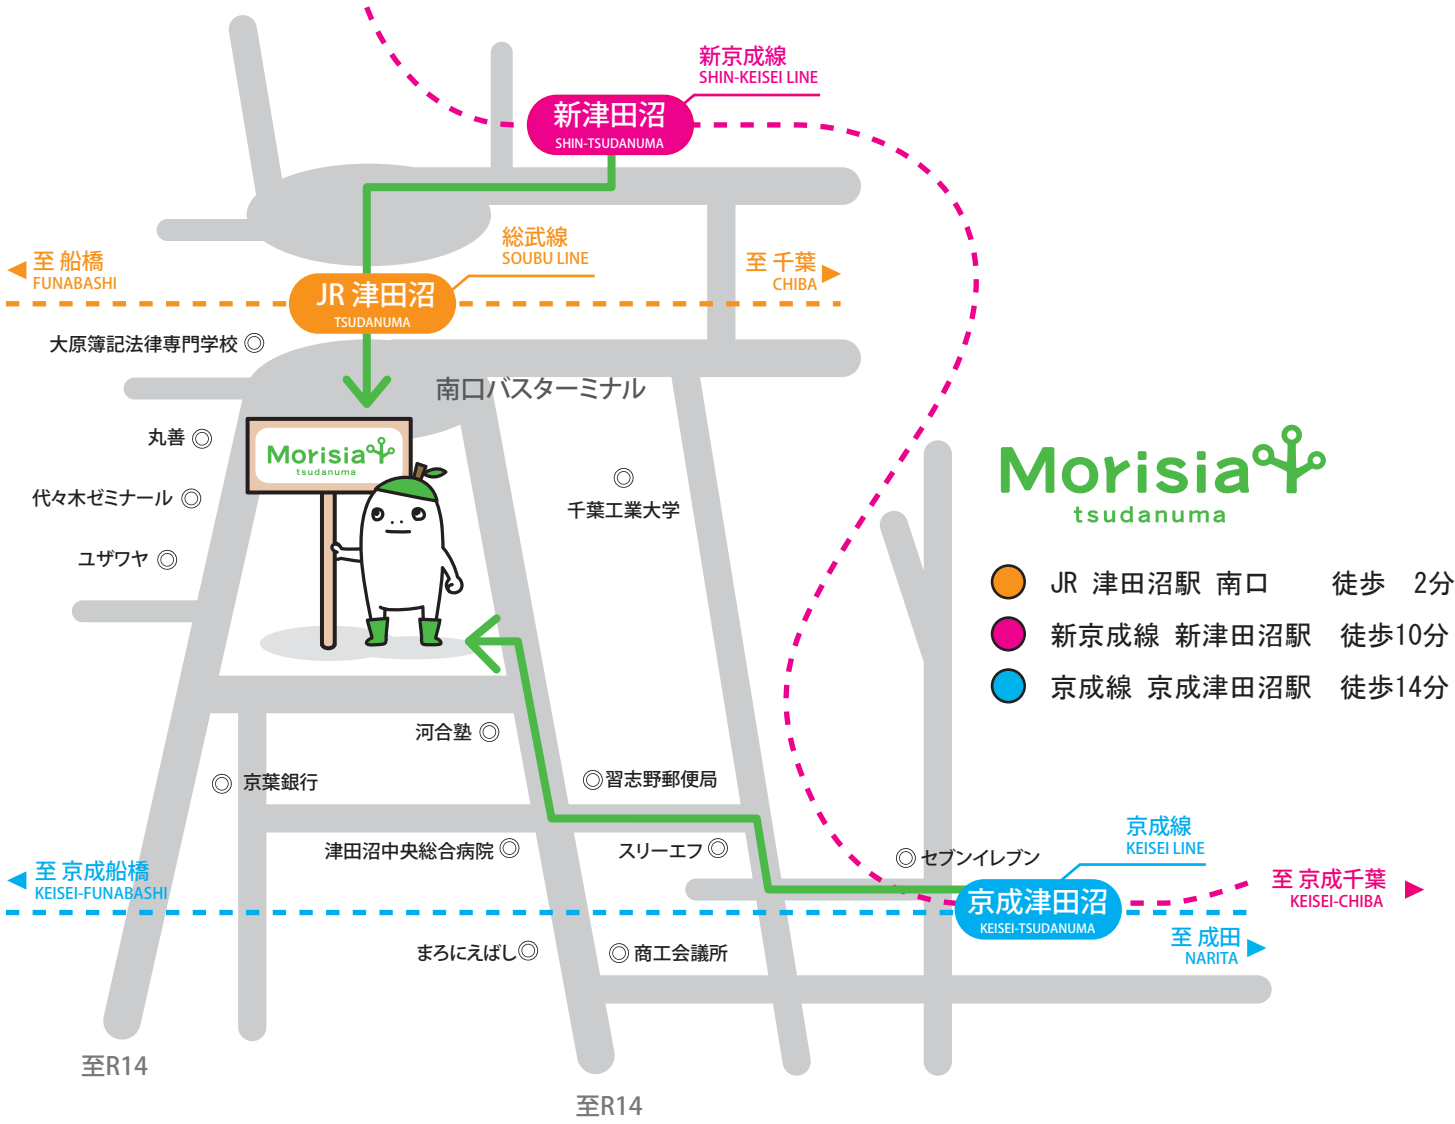 新京成線
SHIN-KEISEI LINE
新津田沼
SHIN-TSUDANUMA
総武線
SOUBU LINE
至 船橋
FUNABASHI
至 千葉
CHIBA
JR 津田沼
TSUDANUMA
大原簿記法律専門学校
南口バスターミナル
丸善
Morisia
tsudanuma
代々木ゼミナール
千葉工業大学
ユザワヤ
Morisia
tsudanuma
JR 津田沼駅 南口 徒歩 2分
新京成線 新津田沼駅 徒歩10分
京成線 京成津田沼駅 徒歩14分
河合塾
京葉銀行
習志野郵便局
津田沼中央総合病院
スリーエフ
セブンイレブン
京成線
KEISEI LINE
至 京成船橋
KEISEI-FUNABASHI
京成津田沼
KEISEI-TSUDANUMA
至 京成千葉
KEISEI-CHIBA
至 成田
NARITA
まろにえばし
商工会議所
至R14
至R14